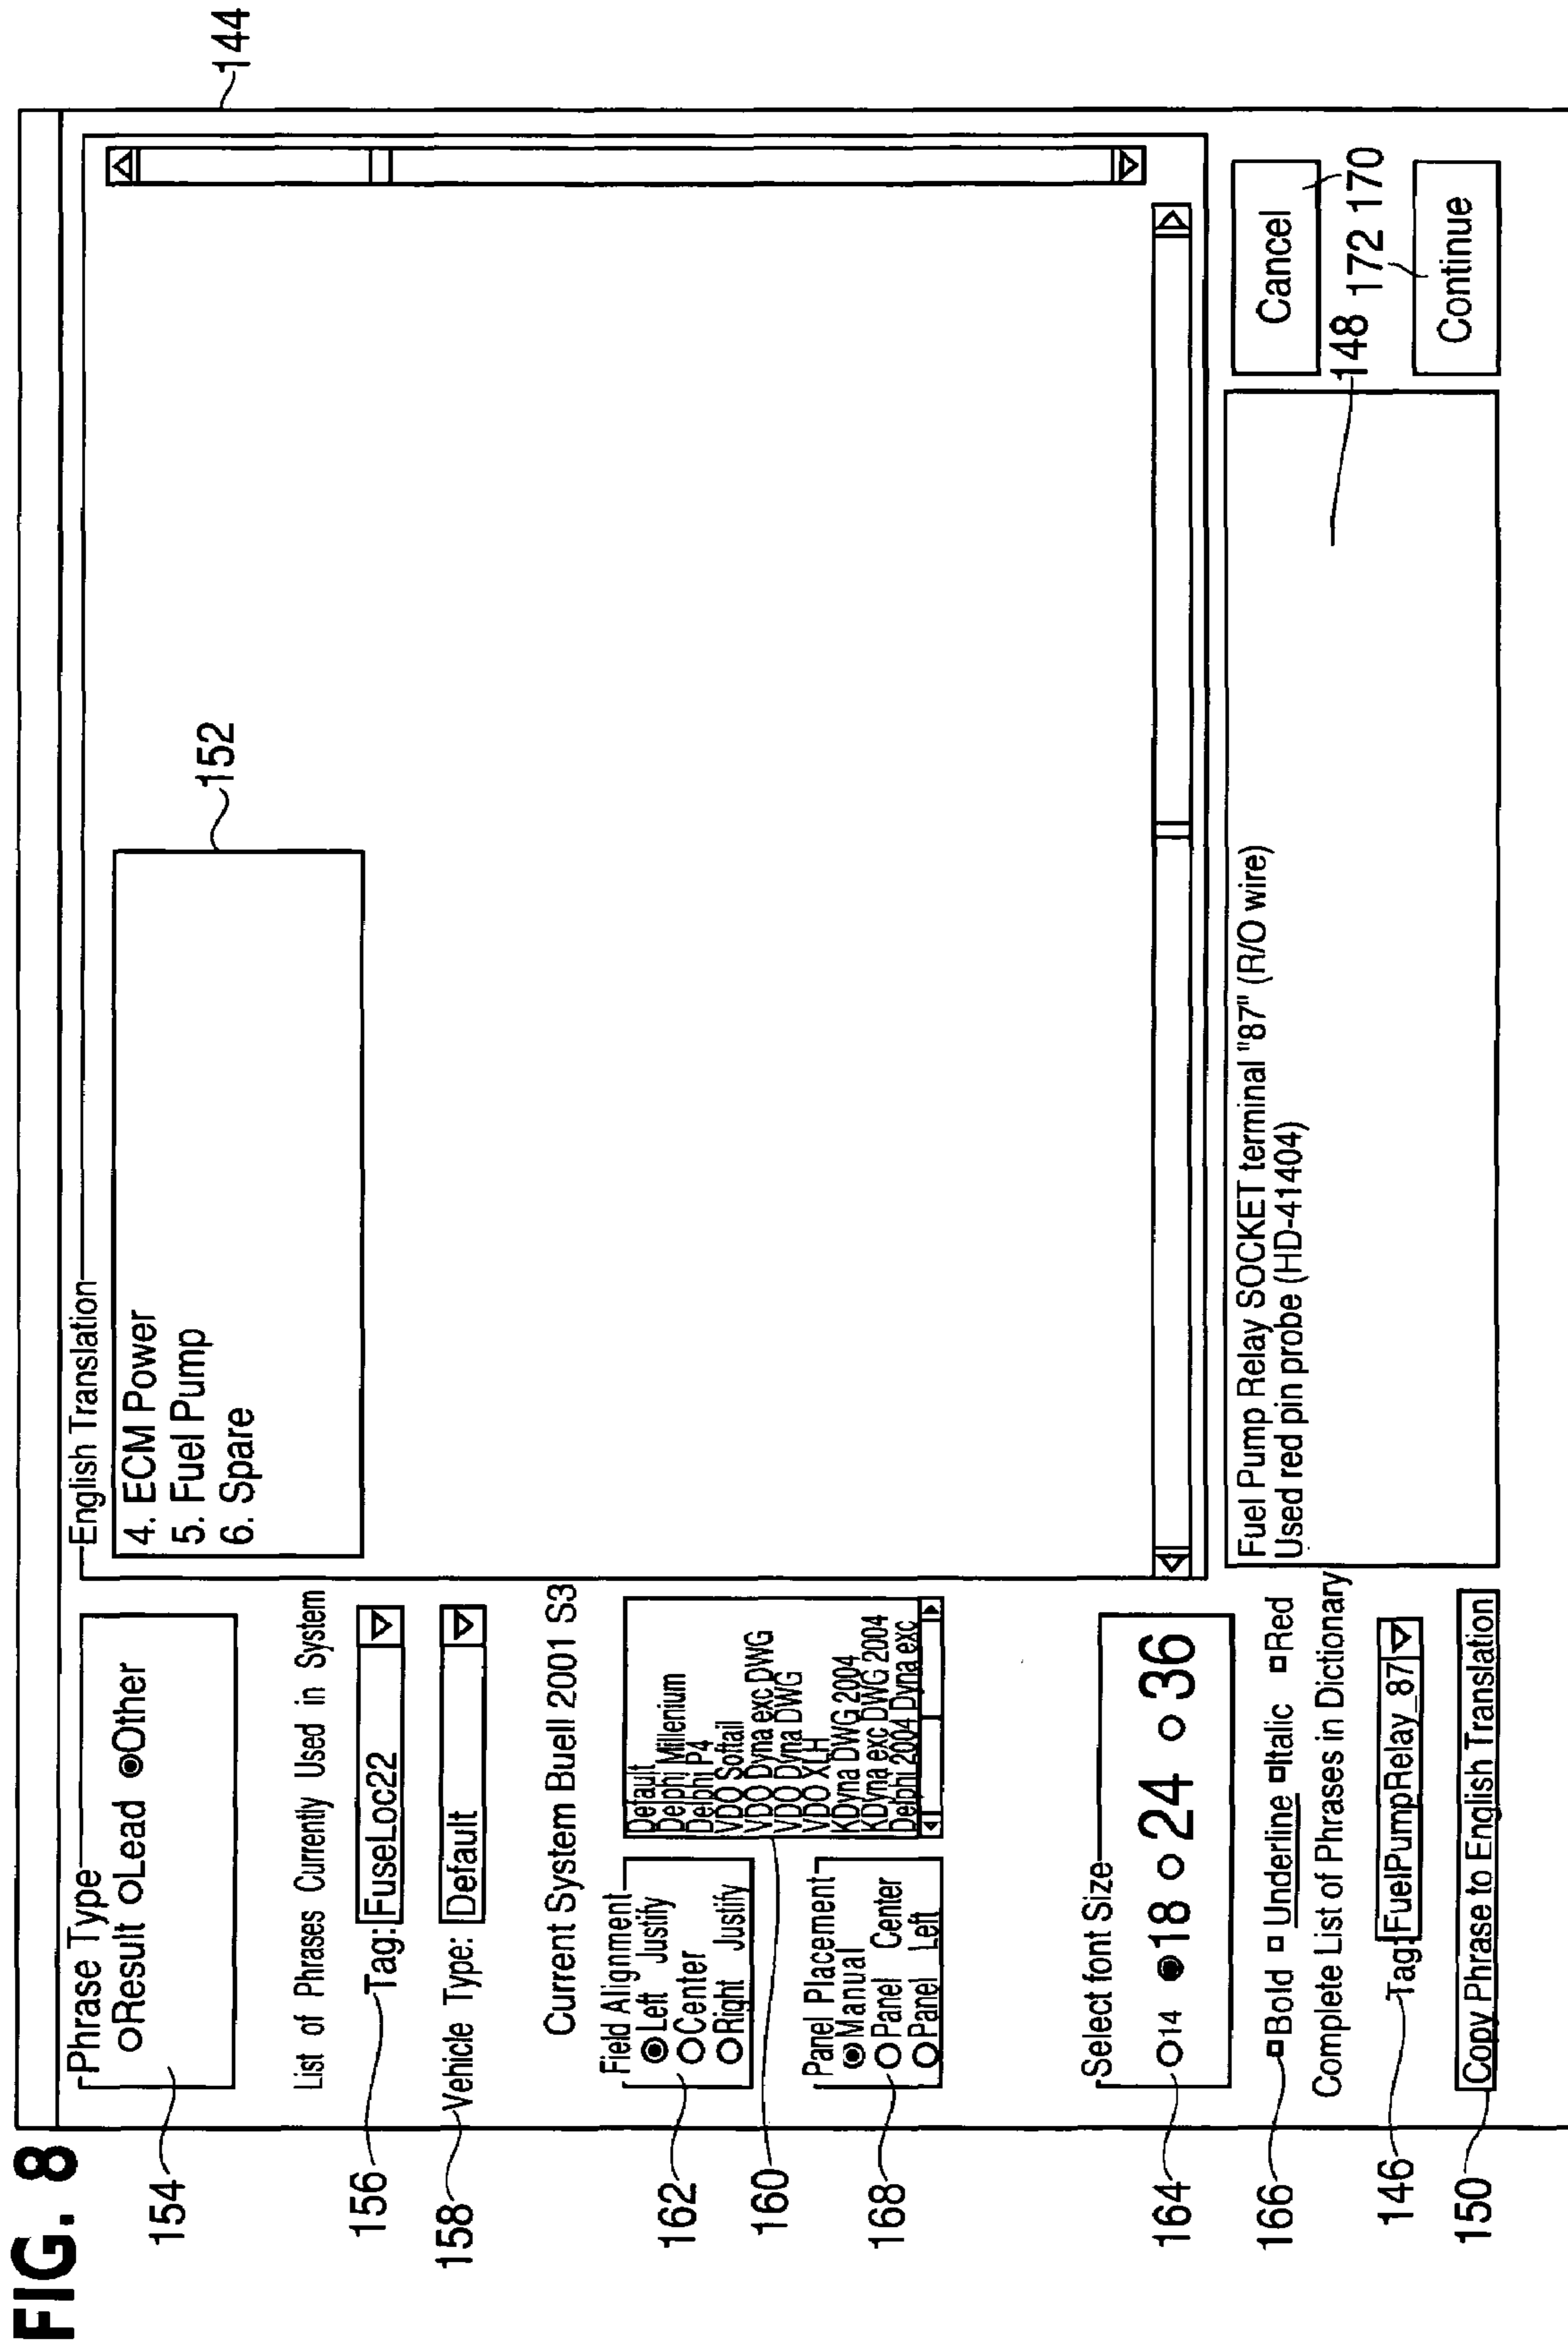 FIG. 8
144
Phrase Type
Result Lead Other
154
List of Phrases Currently Used in System
156
Tag: FuseLoc22
158
Vehicle Type: Default
Current System Buell 2001 S3
Field Alignment
Left Justify
Center
Right Justify
162
160
Default
Delphi Millenium
Delphi P4
VDO Softail
VDO Dyna exc DWG
VDO Dyna DWG
VDO XLH
KDyna DWG 2004
KDyna exc DWG 2004
Delphi 2004 Dyna exc
Panel Placement
Manual
Panel Center
Panel Left
168
Select font Size
14 18 24 36
164
Bold Underline Italic Red
166
Complete List of Phrases in Dictionary
146
Tag: FuelPumpRelay_87
150
Copy Phrase to English Translation
English Translation
4. ECM Power
5. Fuel Pump
6. Spare
152
Fuel Pump Relay SOCKET terminal "87" (R/O wire)
Used red pin probe (HD-41404)
148
Cancel
170
172
Continue